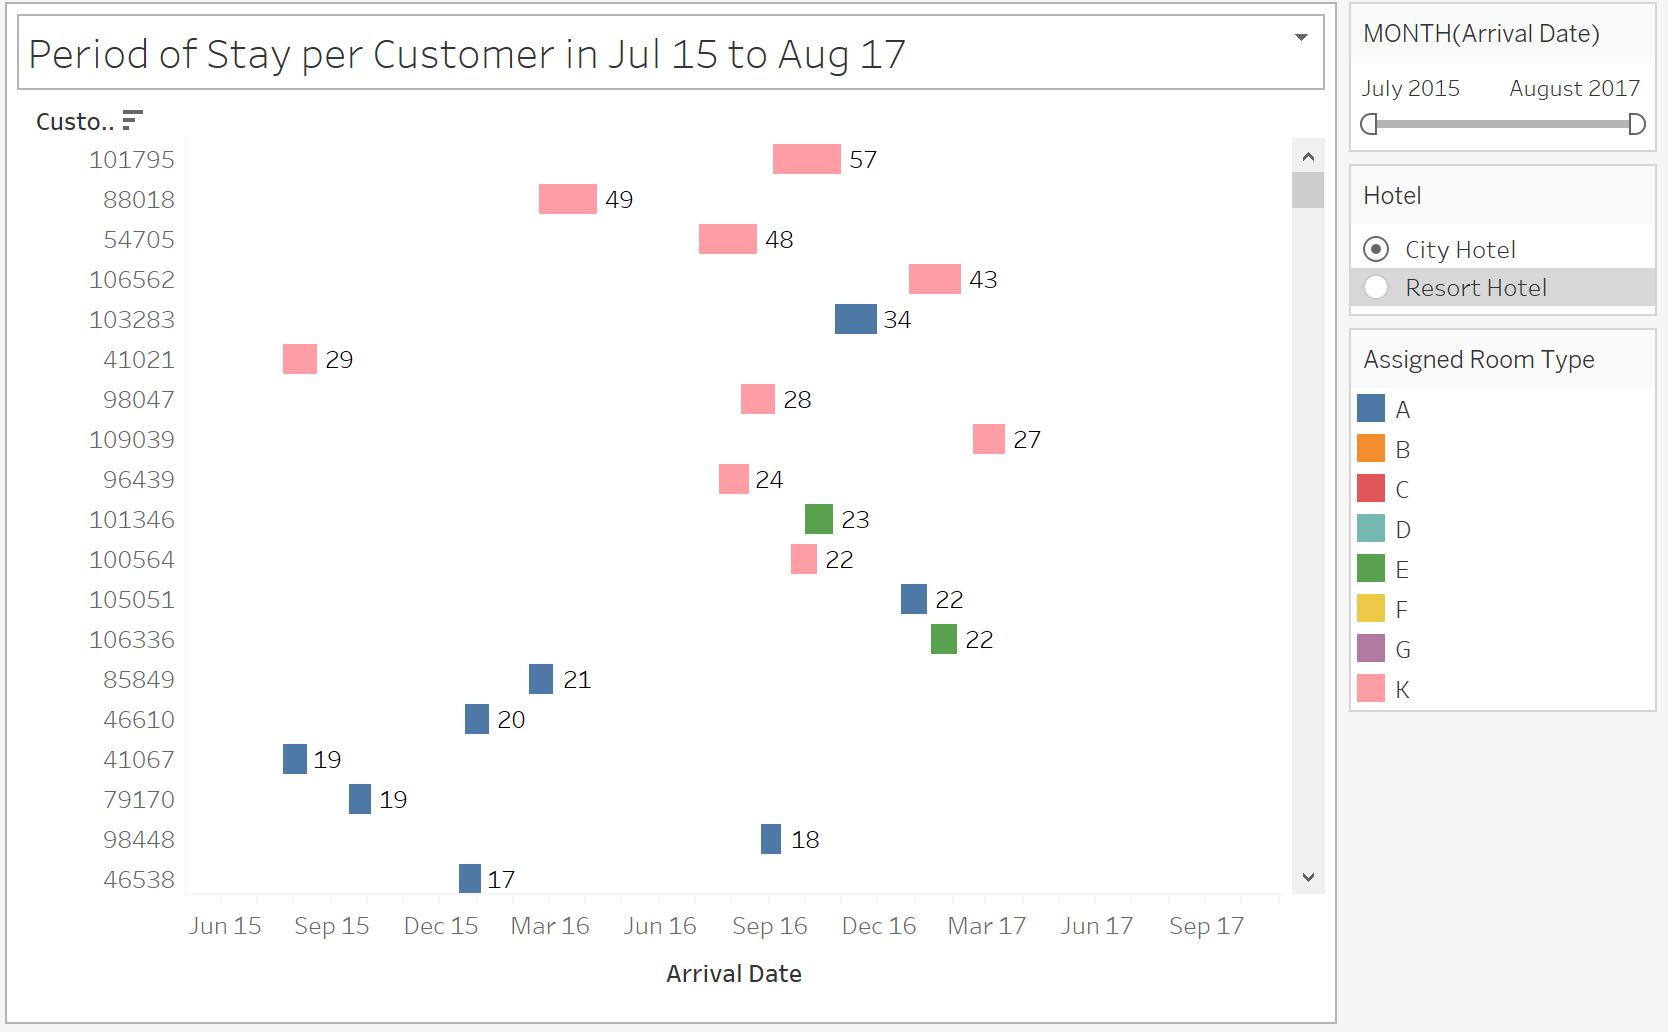 Period of Stay per Customer in Jul 15 to Aug 17
Custo..
101795 57
88018 49
54705 48
106562 43
103283 34
41021 29
98047 28
109039 27
96439 24
101346 23
100564 22
105051 22
106336 22
85849 21
46610 20
41067 19
79170 19
98448 18
46538 17
Jun 15 Sep 15 Dec 15 Mar 16 Jun 16 Sep 16 Dec 16 Mar 17 Jun 17 Sep 17
Arrival Date
MONTH(Arrival Date)
July 2015 August 2017
Hotel
City Hotel
Resort Hotel
Assigned Room Type
A
B
C
D
E
F
G
K